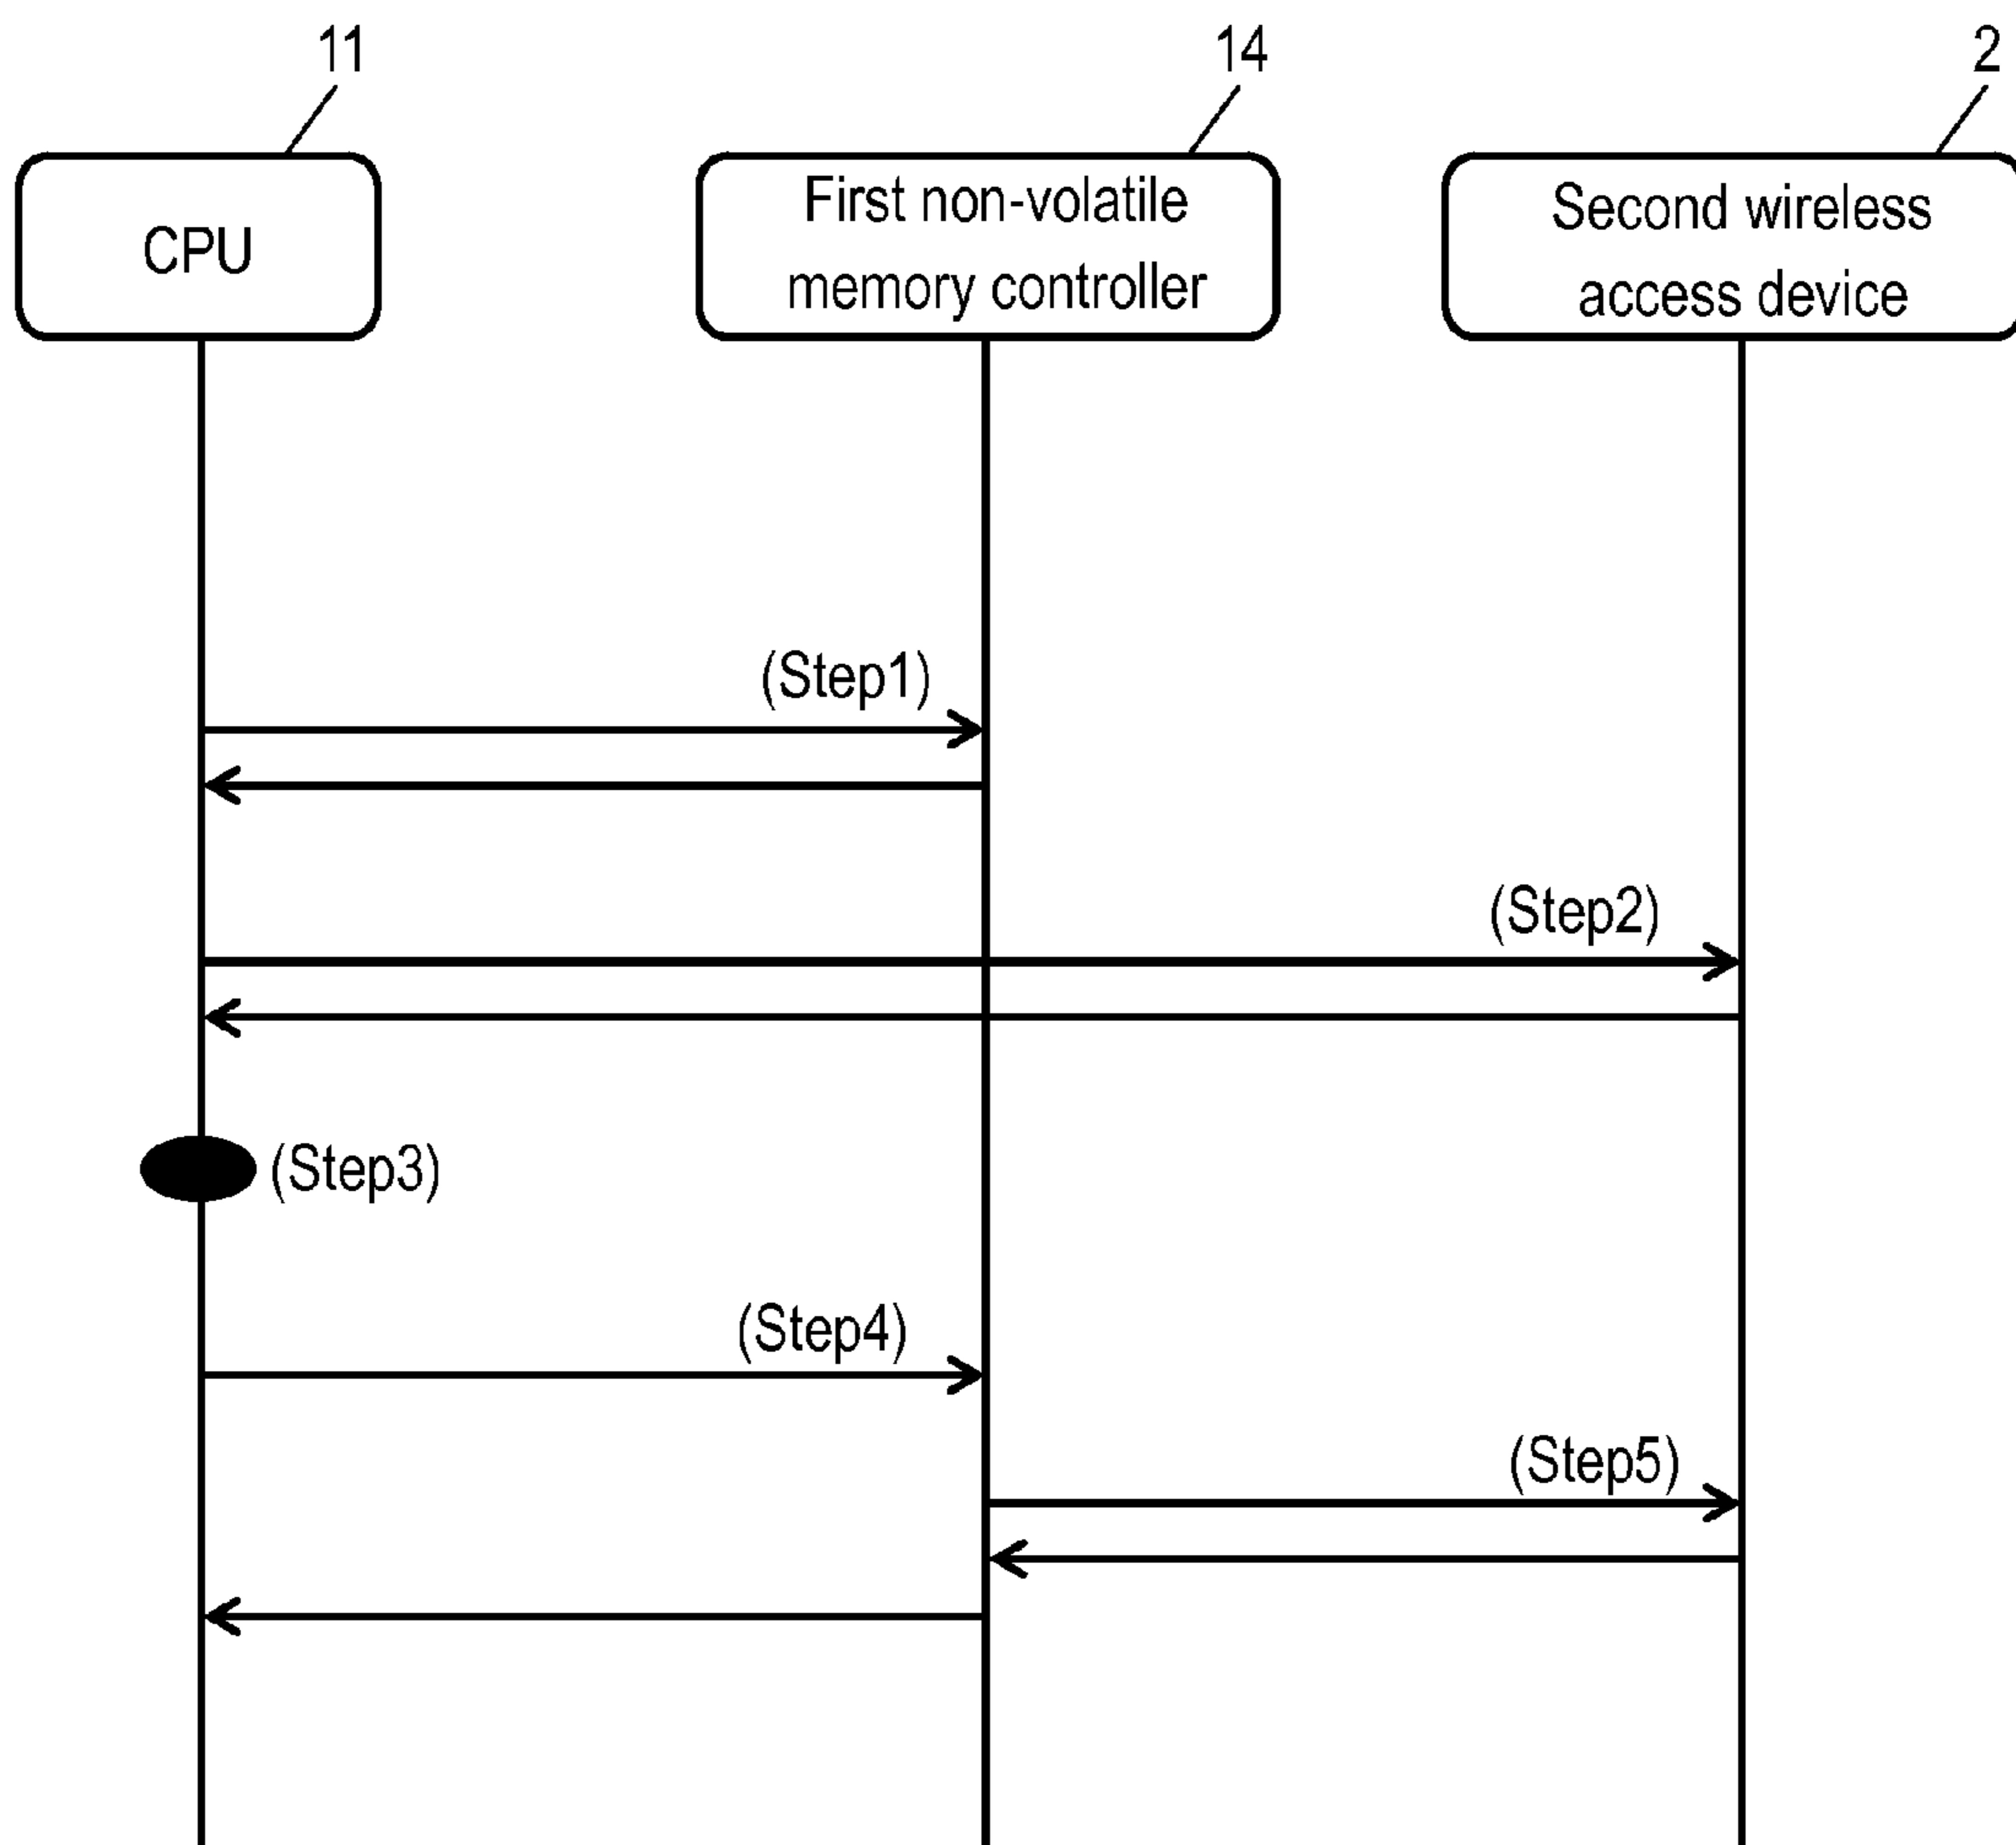 11
14
2
CPU
First non-volatile
memory controller
Second wireless
access device
(Step1)
(Step2)
(Step3)
(Step4)
(Step5)